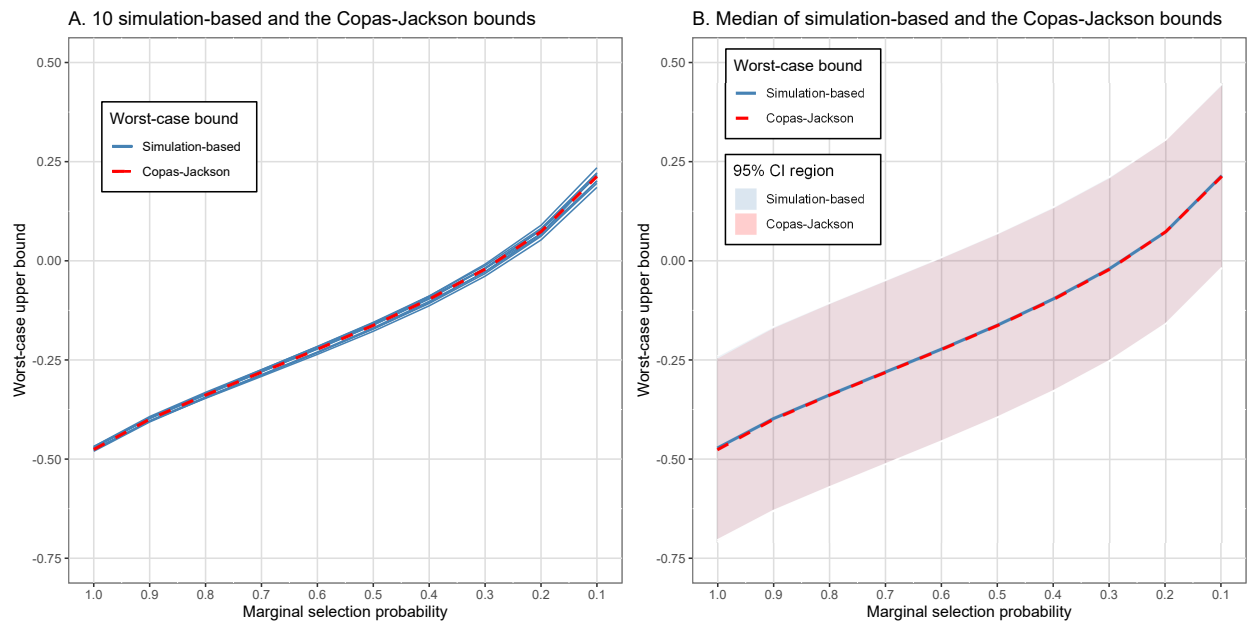 A. 10 simulation-based and the Copas-Jackson bounds
Worst-case upper bound
0.50
0.25
0.00
-0.25
-0.50
-0.75
Worst-case bound
Simulation-based
Copas-Jackson
1.0 0.9 0.8 0.7 0.6 0.5 0.4 0.3 0.2 0.1
Marginal selection probability
B. Median of simulation-based and the Copas-Jackson bounds
Worst-case upper bound
0.50
0.25
0.00
-0.25
-0.50
-0.75
Worst-case bound
Simulation-based
Copas-Jackson
95% CI region
Simulation-based
Copas-Jackson
1.0 0.9 0.8 0.7 0.6 0.5 0.4 0.3 0.2 0.1
Marginal selection probability